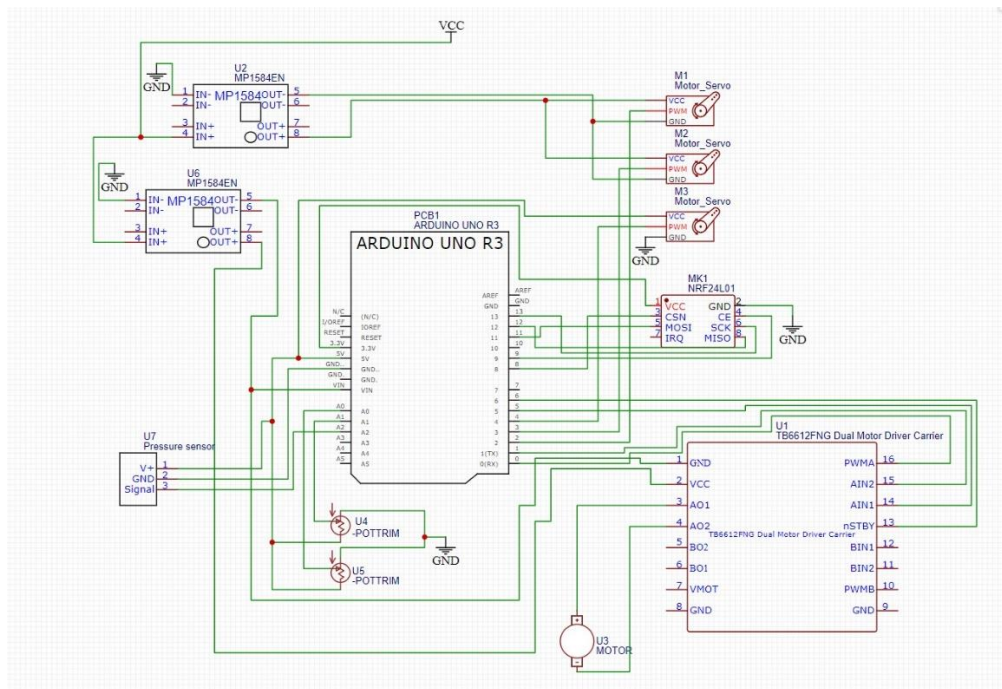 VCC
U2
MP1584EN
GND
1 IN- MP1584 OUT- 5
2 IN- OUT- 6
3 IN+ OUT+ 7
4 IN+ OUT+ 8
M1
Motor_Servo
VCC
PWM
GND
M2
Motor_Servo
VCC
PWM
GND
M3
Motor_Servo
VCC
PWM
GND
GND
GND
U6
MP1584EN
1 IN- MP1584 OUT- 5
2 IN- OUT- 6
3 IN+ OUT+ 7
4 IN+ OUT+ 8
PCB1
ARDUINO UNO R3
ARDUINO UNO R3
AREF AREF
GND GND
13 13
12 12
11 11
10 10
9 9
8 8
7 7
6 6
5 5
4 4
3 3
2 2
1(TX) 1
0(RX) 0
N/C (N/C)
I/OREF IOREF
RESET RESET
3.3V 3.3V
5V 5V
GND.. GND..
GND. GND.
VIN VIN
A0 A0
A1 A1
A2 A2
A3 A3
A4 A4
A5 A5
MK1
NRF24L01
1 VCC GND 2
3 CSN CE 4
5 MOSI SCK 6
7 IRQ MISO 8
GND
U7
Pressure sensor
V+ 1
GND 2
Signal 3
U4
-POTTRIM
U5
-POTTRIM
GND
U1
TB6612FNG Dual Motor Driver Carrier
1 GND PWMA 16
2 VCC AIN2 15
3 AO1 AIN1 14
4 AO2 nSTBY 13
TB6612FNG Dual Motor Driver Carrier
5 BO2 BIN1 12
6 BO1 BIN2 11
7 VMOT PWMB 10
8 GND GND 9
U3
MOTOR